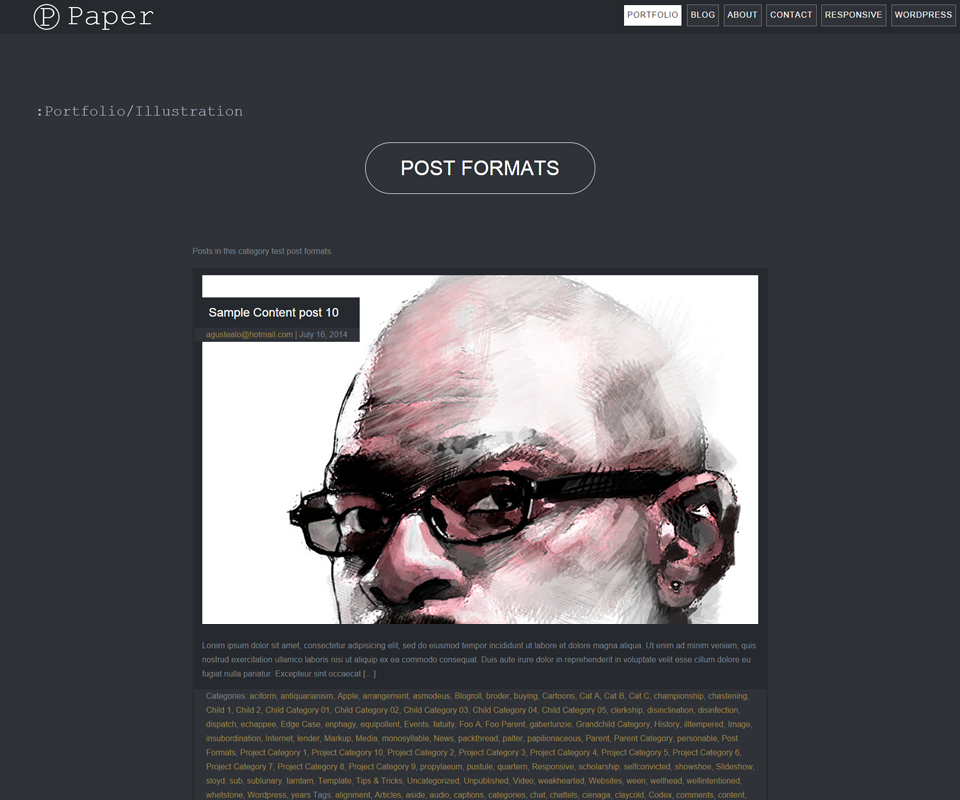 P Paper
PORTFOLIO BLOG ABOUT CONTACT RESPONSIVE WORDPRESS
:Portfolio/Illustration
POST FORMATS
Posts in this category test post formats.
Sample Content post 10
agustealo@hotmail.com | July 16, 2014
Lorem ipsum dolor sit amet, consectetur adipisicing elit, sed do eiusmod tempor incididunt ut labore et dolore magna aliqua. Ut enim ad minim veniam, quis
nostrud exercitation ullamco laboris nisi ut aliquip ex ea commodo consequat. Duis aute irure dolor in reprehenderit in voluptate velit esse cillum dolore eu
fugiat nulla pariatur. Excepteur sint occaecat [...]
Categories: aciform, antiquarianism, Apple, arrangement, asmodeus, Blogroll, broder, buying, Cartoons, Cat A, Cat B, Cat C, championship, chastening,
Child 1, Child 2, Child Category 01, Child Category 02, Child Category 03, Child Category 04, Child Category 05, clerkship, disinclination, disinfection,
dispatch, echappee, Edge Case, enphagy, equipollent, Events, fatuity, Foo A, Foo Parent, gaberlunzie, Grandchild Category, History, illtempered, Image,
insubordination, Internet, lender, Markup, Media, monosyllable, News, packthread, palter, papilionaceous, Parent, Parent Category, personable, Post
Formats, Project Category 1, Project Category 10, Project Category 2, Project Category 3, Project Category 4, Project Category 5, Project Category 6,
Project Category 7, Project Category 8, Project Category 9, propylaeum, pustule, quartern, Responsive, scholarship, selfconvicted, showshoe, Slideshow,
sloyd, sub, sublunary, tamtam, Template, Tips & Tricks, Uncategorized, Unpublished, Video, weakhearted, Websites, ween, wellhead, wellintentioned,
whetstone, Wordpress, years Tags: alignment, Articles, aside, audio, captions, categories, chat, chattels, cienaga, claycold, Codex, comments, content,